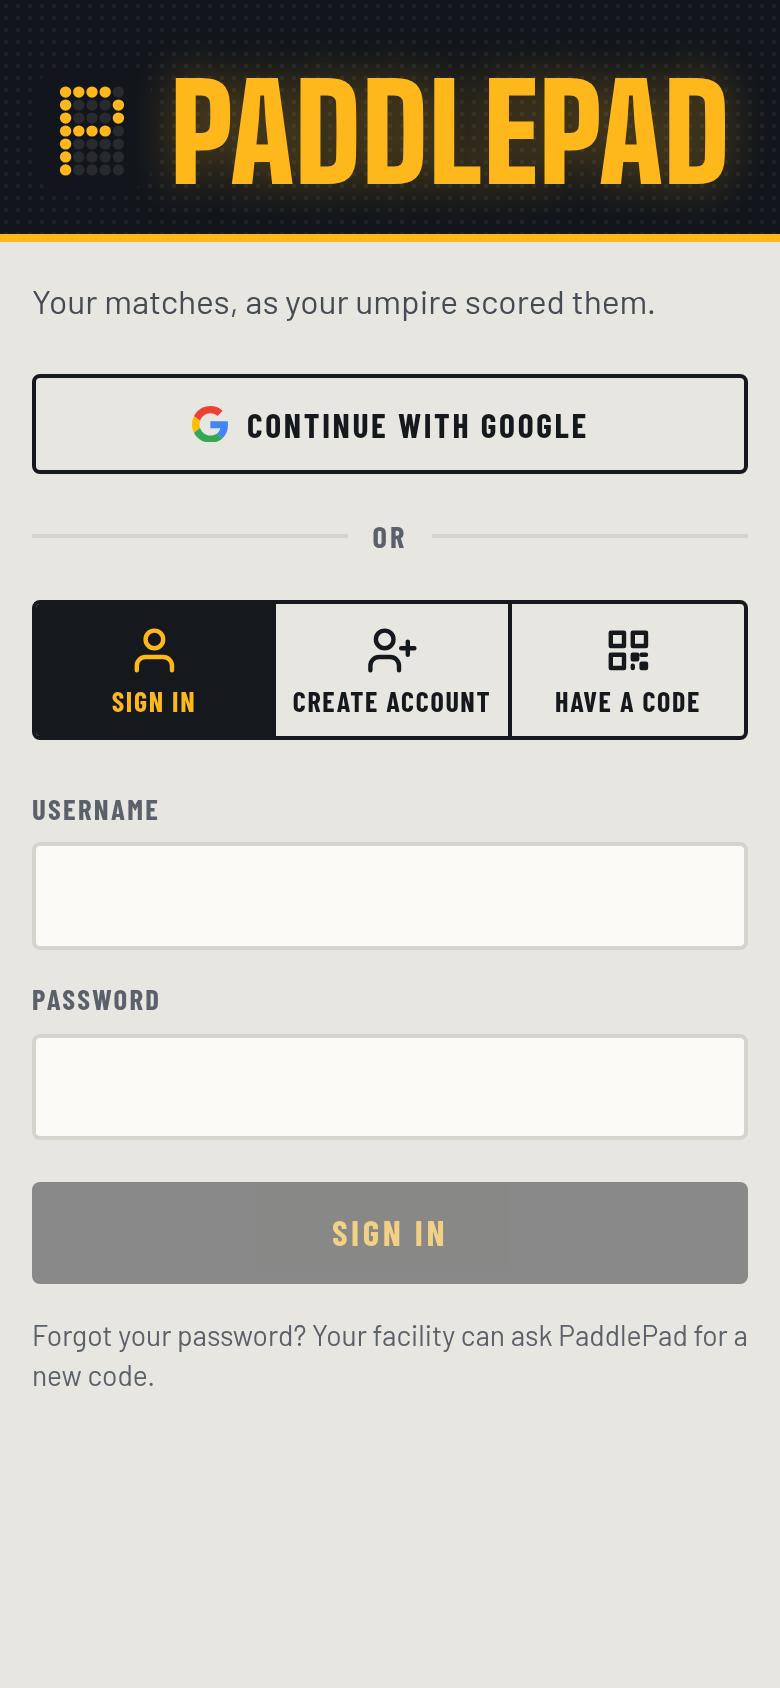 PADDLEPAD
Your matches, as your umpire scored them.
CONTINUE WITH GOOGLE
OR
SIGN IN
CREATE ACCOUNT
HAVE A CODE
USERNAME
PASSWORD
SIGN IN
Forgot your password? Your facility can ask PaddlePad for a
new code.